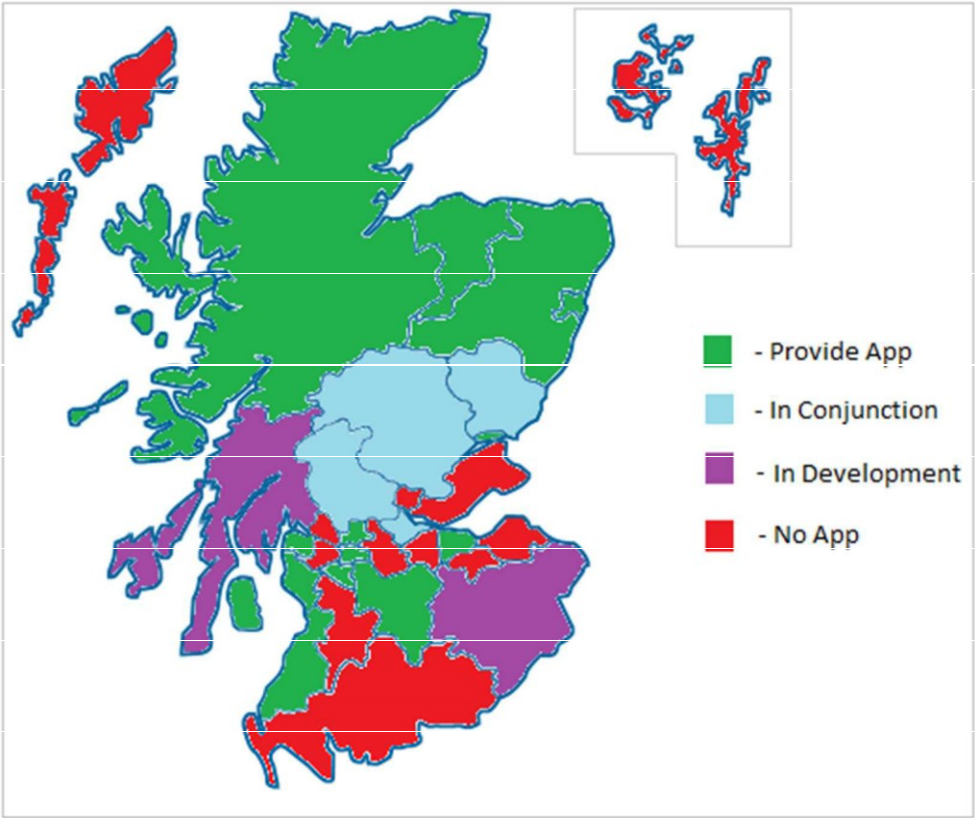 - Provide App
- In Conjunction
- In Development
- No App